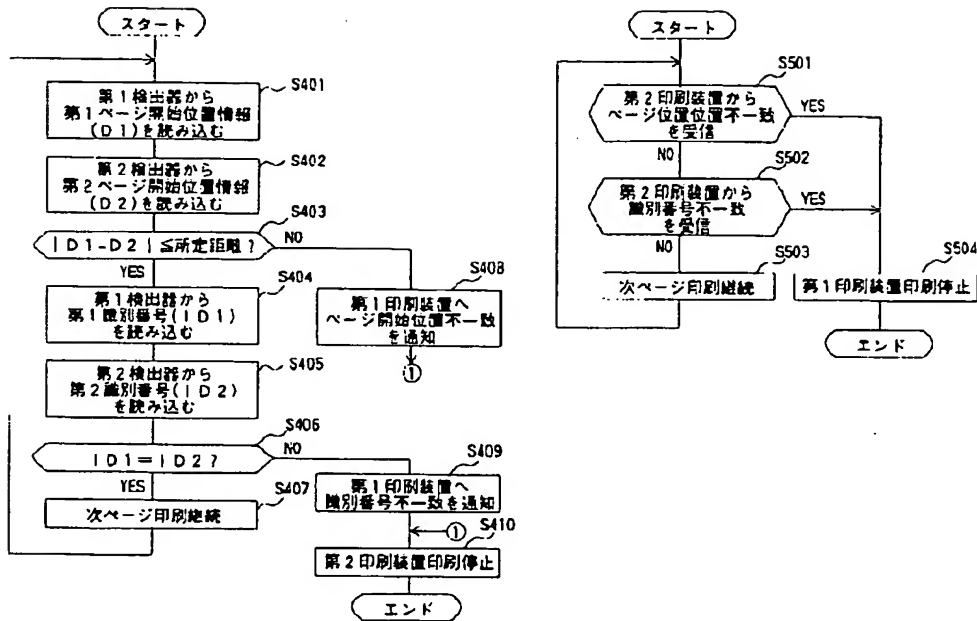 スタート
S401
第1検出器から
第1ページ開始位置情報
(D1)を読み込む
S402
第2検出器から
第2ページ開始位置情報
(D2)を読み込む
S403
|D1-D2|≦所定距離?
NO
YES
S404
第1検出器から
第1識別番号(ID1)
を読み込む
S408
第1印刷装置へ
ページ開始位置不一致
を通知
①
S405
第2検出器から
第2識別番号(ID2)
を読み込む
S406
ID1=ID2?
NO
YES
S407
次ページ印刷継続
S409
第1印刷装置へ
識別番号不一致を通知
①
S410
第2印刷装置印刷停止
エンド
スタート
S501
第2印刷装置から
ページ位置位置不一致
を受信
YES
NO
S502
第2印刷装置から
識別番号不一致
を受信
YES
NO
S503
次ページ印刷継続
S504
第1印刷装置印刷停止
エンド